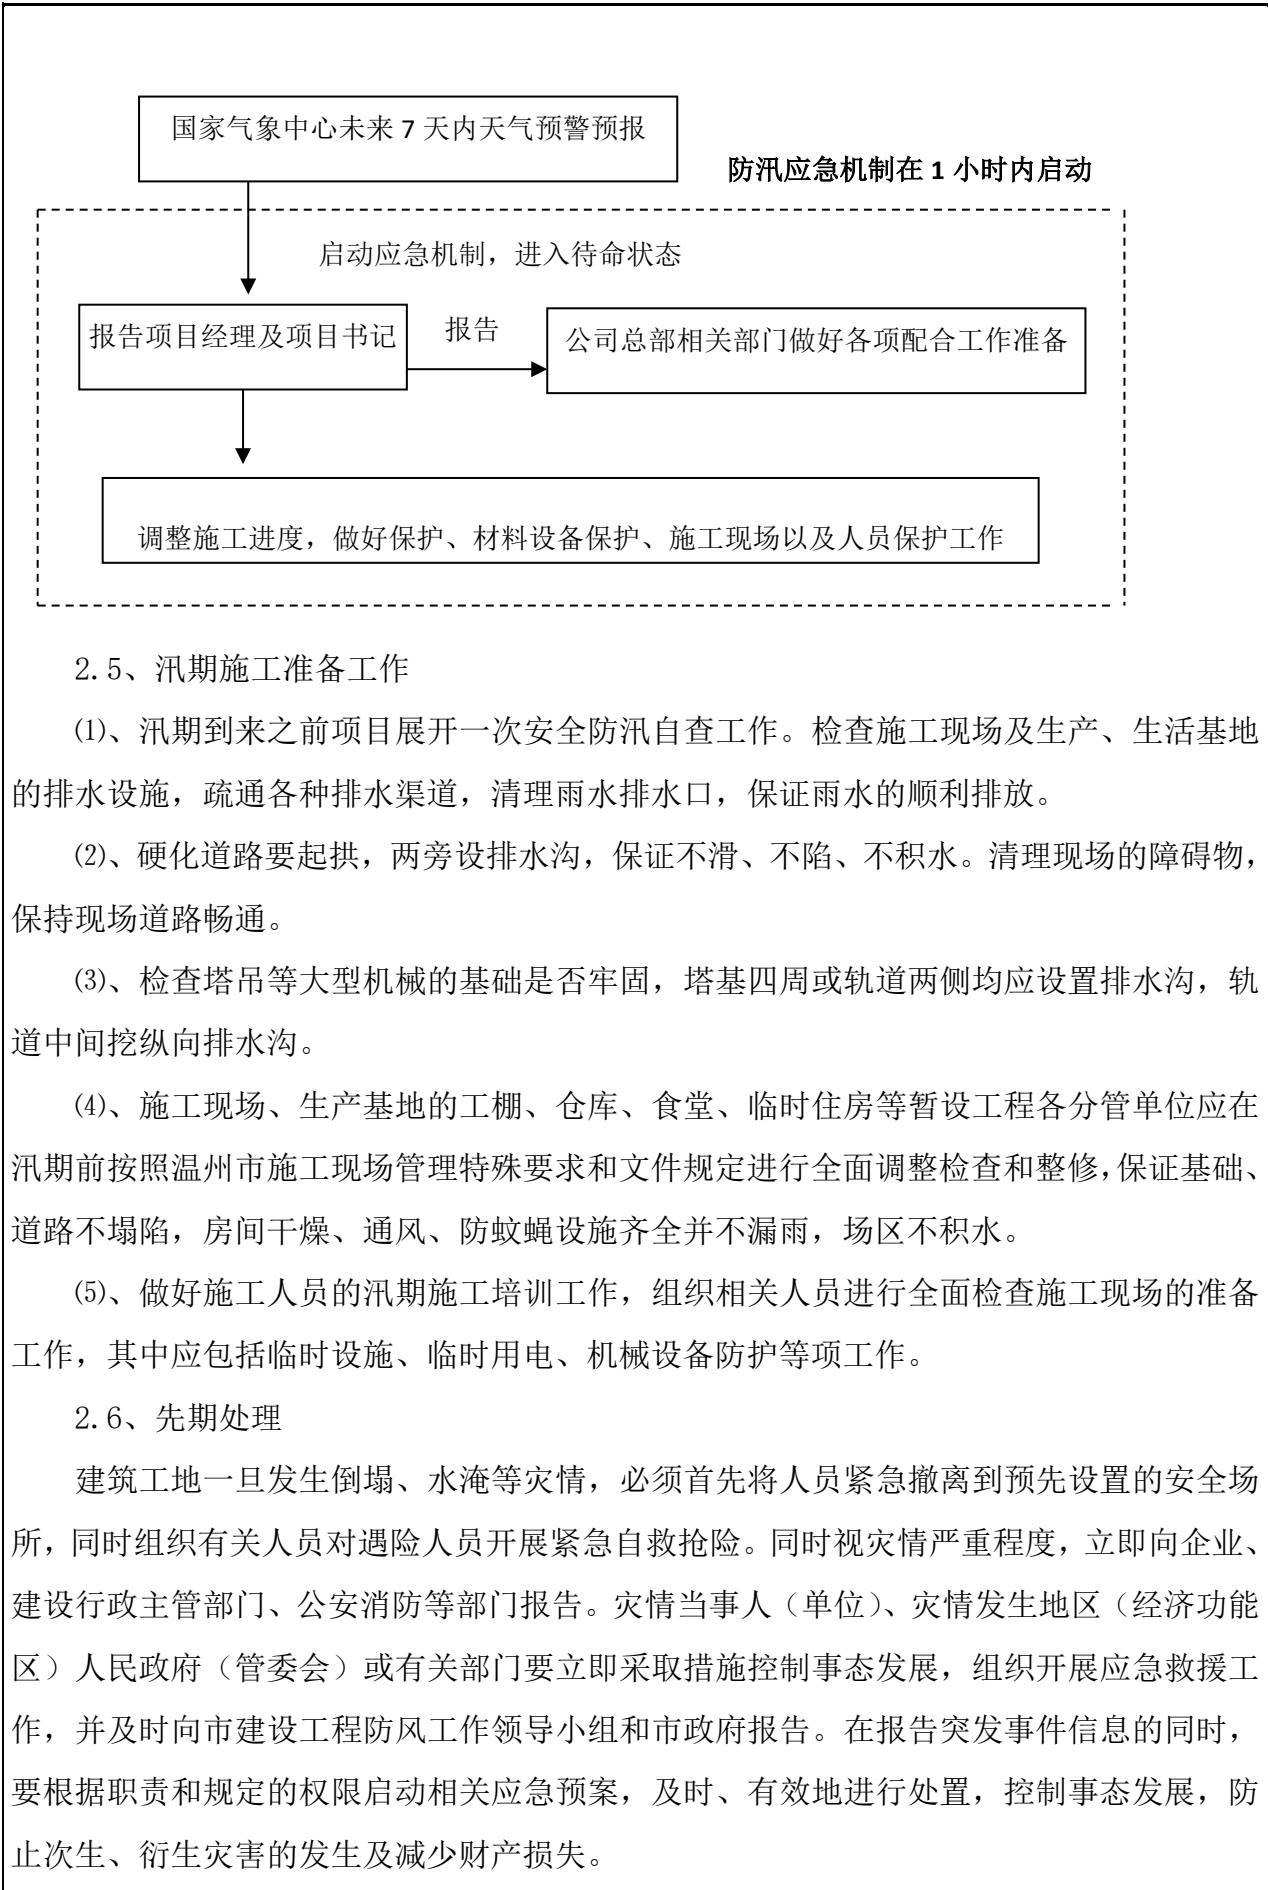 国家气象中心未来 7 天内天气预警预报
防汛应急机制在 1 小时内启动
启动应急机制，进入待命状态
报告项目经理及项目书记
报告
公司总部相关部门做好各项配合工作准备
调整施工进度，做好保护、材料设备保护、施工现场以及人员保护工作
2.5、汛期施工准备工作
⑴、汛期到来之前项目展开一次安全防汛自查工作。检查施工现场及生产、生活基地
的排水设施，疏通各种排水渠道，清理雨水排水口，保证雨水的顺利排放。
⑵、硬化道路要起拱，两旁设排水沟，保证不滑、不陷、不积水。清理现场的障碍物，
保持现场道路畅通。
⑶、检查塔吊等大型机械的基础是否牢固，塔基四周或轨道两侧均应设置排水沟，轨
道中间挖纵向排水沟。
⑷、施工现场、生产基地的工棚、仓库、食堂、临时住房等暂设工程各分管单位应在
汛期前按照温州市施工现场管理特殊要求和文件规定进行全面调整检查和整修，保证基础、
道路不塌陷，房间干燥、通风、防蚊蝇设施齐全并不漏雨，场区不积水。
⑸、做好施工人员的汛期施工培训工作，组织相关人员进行全面检查施工现场的准备
工作，其中应包括临时设施、临时用电、机械设备防护等项工作。
2.6、先期处理
建筑工地一旦发生倒塌、水淹等灾情，必须首先将人员紧急撤离到预先设置的安全场
所，同时组织有关人员对遇险人员开展紧急自救抢险。同时视灾情严重程度，立即向企业、
建设行政主管部门、公安消防等部门报告。灾情当事人（单位）、灾情发生地区（经济功能
区）人民政府（管委会）或有关部门要立即采取措施控制事态发展，组织开展应急救援工
作，并及时向市建设工程防风工作领导小组和市政府报告。在报告突发事件信息的同时，
要根据职责和规定的权限启动相关应急预案，及时、有效地进行处置，控制事态发展，防
止次生、衍生灾害的发生及减少财产损失。